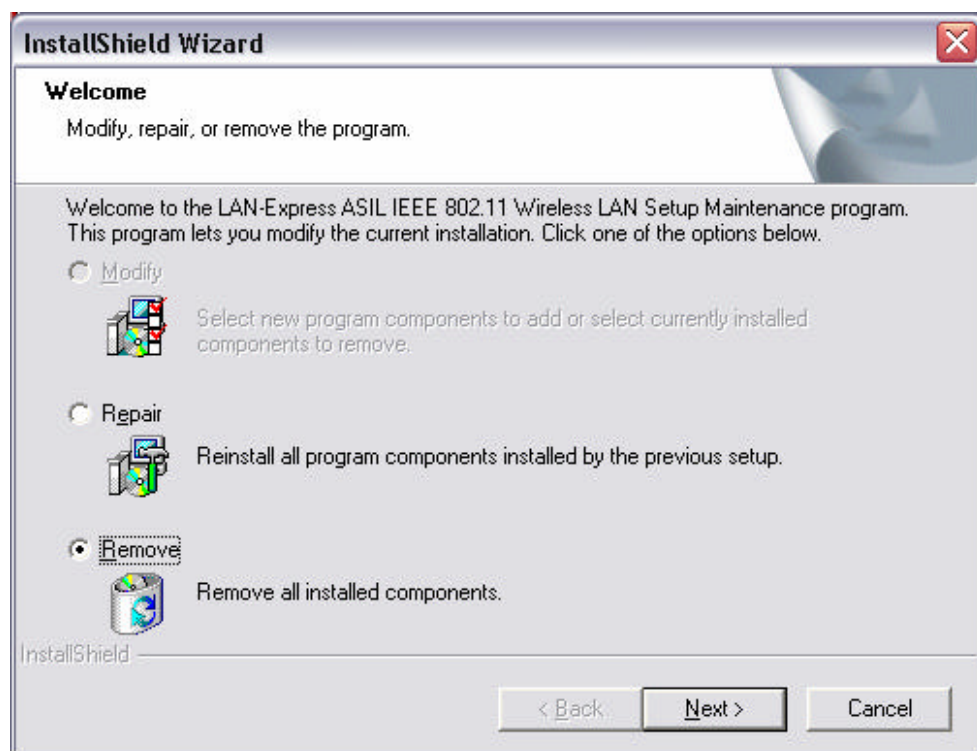 InstallShield Wizard
Welcome
Modify, repair, or remove the program.
Welcome to the LAN-Express ASIL IEEE 802.11 Wireless LAN Setup Maintenance program.
This program lets you modify the current installation. Click one of the options below.
Modify
Select new program components to add or select currently installed
components to remove.
Repair
Reinstall all program components installed by the previous setup.
Remove
Remove all installed components.
InstallShield
< Back
Next >
Cancel